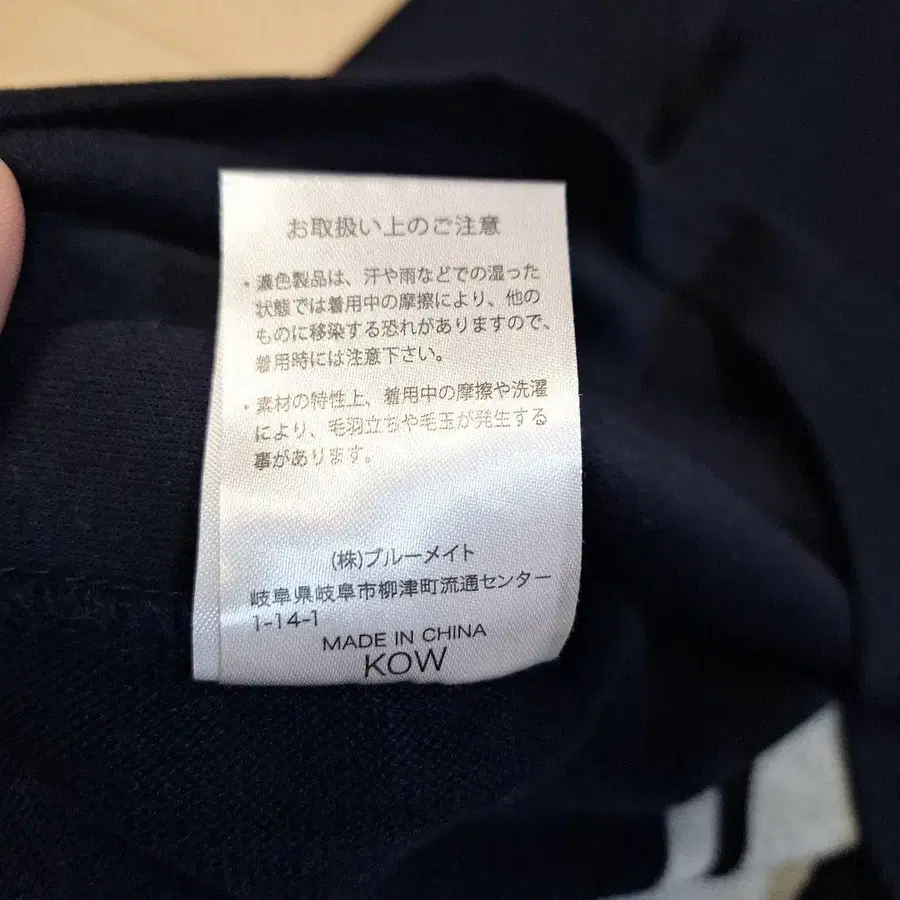 お取扱い上のご注意
・濃色製品は、汗や雨などでの湿った
状態では着用中の摩擦により、他の
ものに移染する恐れがありますので、
着用時には注意下さい。
・素材の特性上、着用中の摩擦や洗濯
により、毛羽立ちや毛玉が発生する
事があります。
(株)ブルーメイト
岐阜県岐阜市柳津町流通センター
1-14-1
MADE IN CHINA
KOW